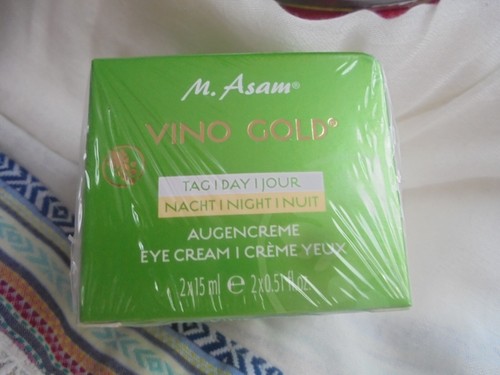 M. Asam®
VINO GOLD®
TAG | DAY | JOUR
NACHT | NIGHT | NUIT
AUGENCREME
EYE CREAM | CRÈME YEUX
2x15 ml ℮ 2x0.51 fl.oz